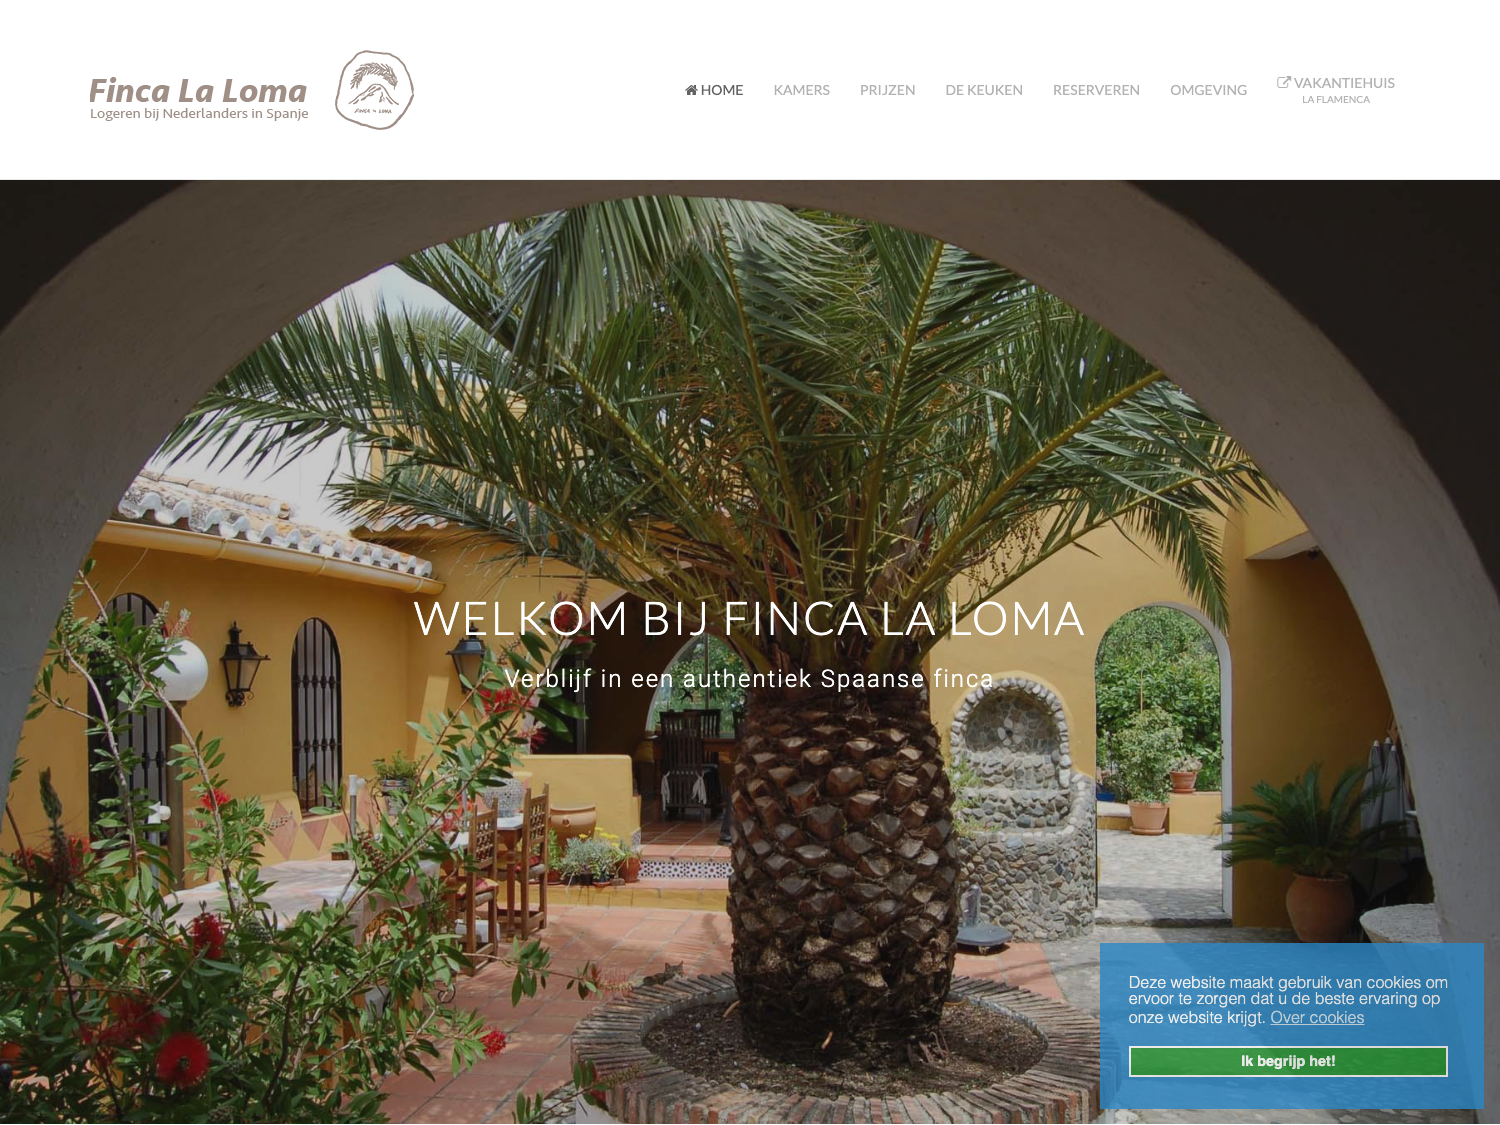 Finca La Loma
Logeren bij Nederlanders in Spanje
FINCA LA LOMA
HOME
KAMERS
PRIJZEN
DE KEUKEN
RESERVEREN
OMGEVING
VAKANTIEHUIS
LA FLAMENCA
WELKOM BIJ FINCA LA LOMA
Verblijf in een authentiek Spaanse finca
Deze website maakt gebruik van cookies om
ervoor te zorgen dat u de beste ervaring op
onze website krijgt. Over cookies
Ik begrijp het!